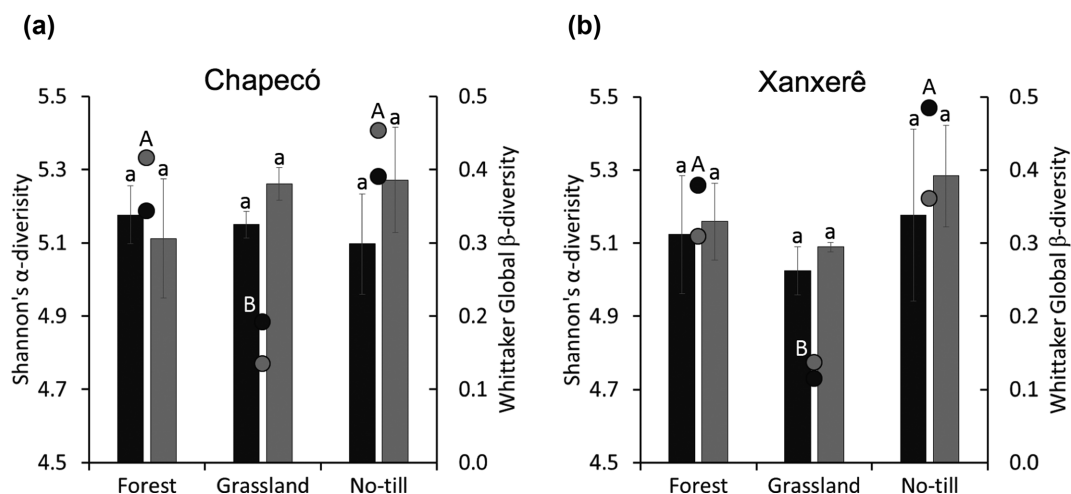 (a)
Chapecó
Shannon's α-diverisity
5.5
5.3
5.1
4.9
4.7
4.5
a
A
a
a
B
a
a
A
a
0.5
0.4
0.3
0.2
0.1
0.0
Whittaker Global β-diversity
Forest
Grassland
No-till
(b)
Xanxerê
Shannon's α-diverisity
5.5
5.3
5.1
4.9
4.7
4.5
a
A
a
a
B
a
a
A
a
0.5
0.4
0.3
0.2
0.1
0.0
Whittaker Global β-diversity
Forest
Grassland
No-till